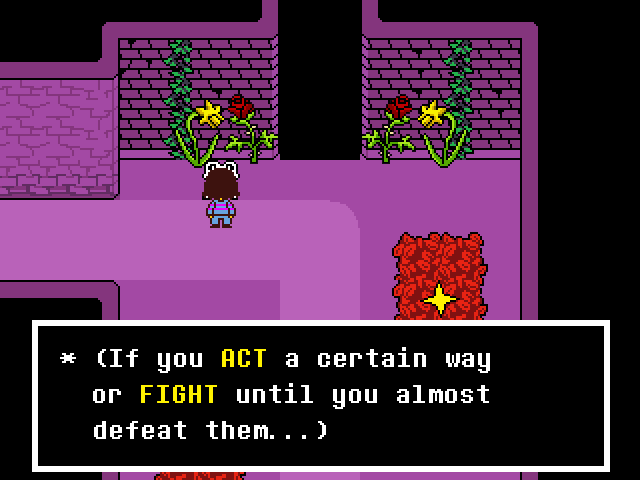 * (If you ACT a certain way
or FIGHT until you almost
defeat them...)